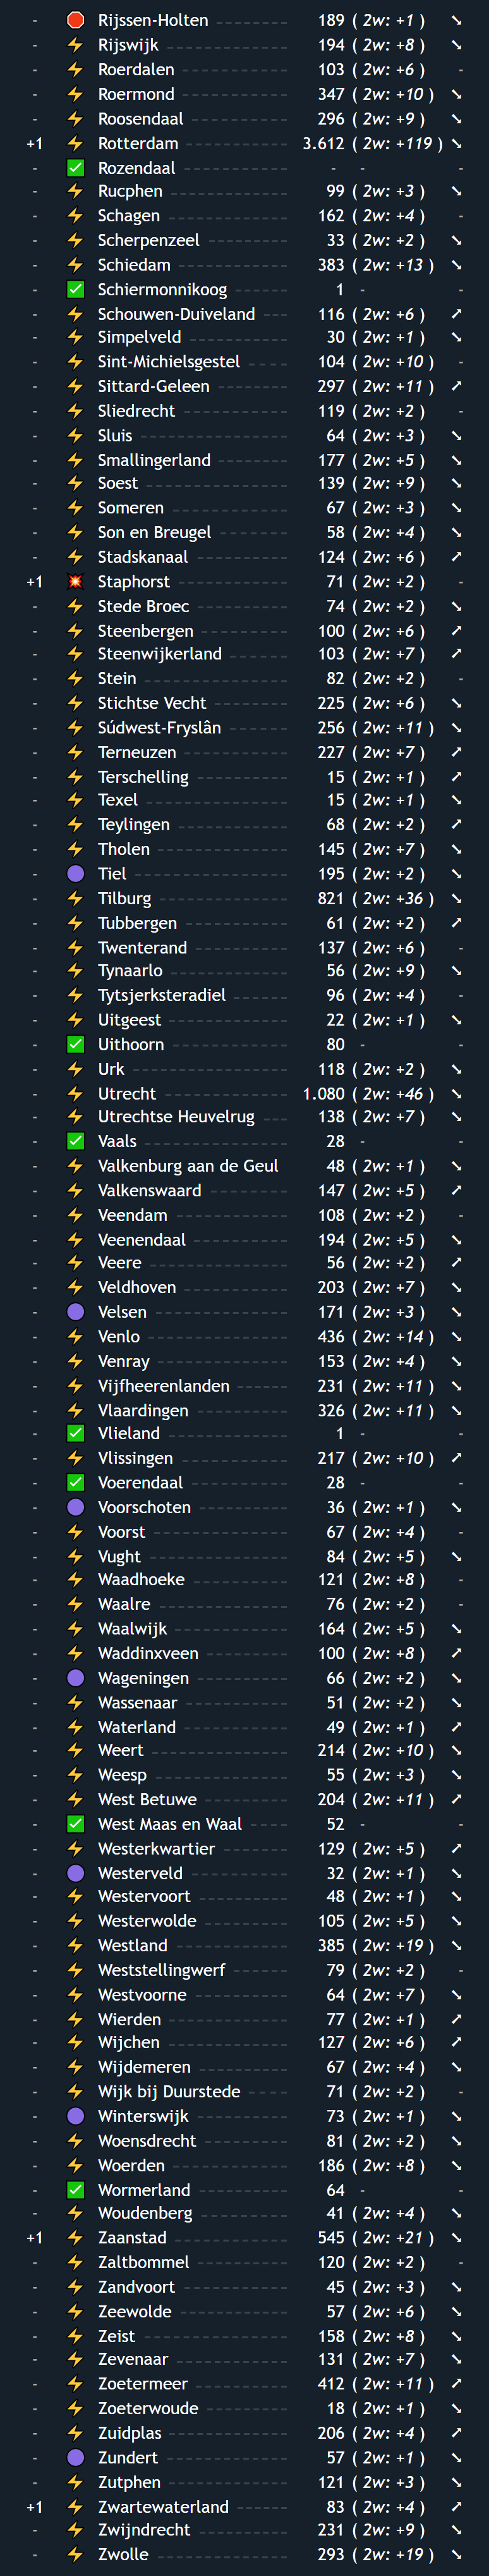 - 🛑 Rijssen-Holten 189 ( 2w: +1 ) ➘
- ⚡ Rijswijk 194 ( 2w: +8 ) ➘
- ⚡ Roerdalen 103 ( 2w: +6 ) -
- ⚡ Roermond 347 ( 2w: +10 ) ➘
- ⚡ Roosendaal 296 ( 2w: +9 ) ➘
+1 ⚡ Rotterdam 3.612 ( 2w: +119 ) ➘
- ✅ Rozendaal - - -
- ⚡ Rucphen 99 ( 2w: +3 ) ➘
- ⚡ Schagen 162 ( 2w: +4 ) -
- ⚡ Scherpenzeel 33 ( 2w: +2 ) ➘
- ⚡ Schiedam 383 ( 2w: +13 ) ➘
- ✅ Schiermonnikoog 1 - -
- ⚡ Schouwen-Duiveland 116 ( 2w: +6 ) ➚
- ⚡ Simpelveld 30 ( 2w: +1 ) ➘
- ⚡ Sint-Michielsgestel 104 ( 2w: +10 ) -
- ⚡ Sittard-Geleen 297 ( 2w: +11 ) ➚
- ⚡ Sliedrecht 119 ( 2w: +2 ) -
- ⚡ Sluis 64 ( 2w: +3 ) ➘
- ⚡ Smallingerland 177 ( 2w: +5 ) ➘
- ⚡ Soest 139 ( 2w: +9 ) ➘
- ⚡ Someren 67 ( 2w: +3 ) ➘
- ⚡ Son en Breugel 58 ( 2w: +4 ) ➘
- ⚡ Stadskanaal 124 ( 2w: +6 ) ➚
+1 💥 Staphorst 71 ( 2w: +2 ) -
- ⚡ Stede Broec 74 ( 2w: +2 ) ➘
- ⚡ Steenbergen 100 ( 2w: +6 ) ➚
- ⚡ Steenwijkerland 103 ( 2w: +7 ) ➚
- ⚡ Stein 82 ( 2w: +2 ) -
- ⚡ Stichtse Vecht 225 ( 2w: +6 ) ➘
- ⚡ Súdwest-Fryslân 256 ( 2w: +11 ) ➘
- ⚡ Terneuzen 227 ( 2w: +7 ) ➚
- ⚡ Terschelling 15 ( 2w: +1 ) ➚
- ⚡ Texel 15 ( 2w: +1 ) ➘
- ⚡ Teylingen 68 ( 2w: +2 ) ➚
- ⚡ Tholen 145 ( 2w: +7 ) ➘
- 🟣 Tiel 195 ( 2w: +2 ) ➘
- ⚡ Tilburg 821 ( 2w: +36 ) ➘
- ⚡ Tubbergen 61 ( 2w: +2 ) ➚
- ⚡ Twenterand 137 ( 2w: +6 ) -
- ⚡ Tynaarlo 56 ( 2w: +9 ) ➘
- ⚡ Tytsjerksteradiel 96 ( 2w: +4 ) -
- ⚡ Uitgeest 22 ( 2w: +1 ) ➘
- ✅ Uithoorn 80 - -
- ⚡ Urk 118 ( 2w: +2 ) ➘
- ⚡ Utrecht 1.080 ( 2w: +46 ) ➘
- ⚡ Utrechtse Heuvelrug 138 ( 2w: +7 ) ➘
- ✅ Vaals 28 - -
- ⚡ Valkenburg aan de Geul 48 ( 2w: +1 ) ➘
- ⚡ Valkenswaard 147 ( 2w: +5 ) ➚
- ⚡ Veendam 108 ( 2w: +2 ) -
- ⚡ Veenendaal 194 ( 2w: +5 ) ➘
- ⚡ Veere 56 ( 2w: +2 ) ➚
- ⚡ Veldhoven 203 ( 2w: +7 ) ➘
- 🟣 Velsen 171 ( 2w: +3 ) ➘
- ⚡ Venlo 436 ( 2w: +14 ) ➘
- ⚡ Venray 153 ( 2w: +4 ) ➘
- ⚡ Vijfheerenlanden 231 ( 2w: +11 ) ➘
- ⚡ Vlaardingen 326 ( 2w: +11 ) ➘
- ✅ Vlieland 1 - -
- ⚡ Vlissingen 217 ( 2w: +10 ) ➚
- ✅ Voerendaal 28 - -
- 🟣 Voorschoten 36 ( 2w: +1 ) ➘
- ⚡ Voorst 67 ( 2w: +4 ) -
- ⚡ Vught 84 ( 2w: +5 ) ➘
- ⚡ Waadhoeke 121 ( 2w: +8 ) -
- ⚡ Waalre 76 ( 2w: +2 ) -
- ⚡ Waalwijk 164 ( 2w: +5 ) ➘
- ⚡ Waddinxveen 100 ( 2w: +8 ) ➚
- 🟣 Wageningen 66 ( 2w: +2 ) ➘
- ⚡ Wassenaar 51 ( 2w: +2 ) ➘
- ⚡ Waterland 49 ( 2w: +1 ) ➚
- ⚡ Weert 214 ( 2w: +10 ) ➘
- ⚡ Weesp 55 ( 2w: +3 ) ➘
- ⚡ West Betuwe 204 ( 2w: +11 ) ➚
- ✅ West Maas en Waal 52 - -
- ⚡ Westerkwartier 129 ( 2w: +5 ) ➚
- 🟣 Westerveld 32 ( 2w: +1 ) ➘
- ⚡ Westervoort 48 ( 2w: +1 ) ➘
- ⚡ Westerwolde 105 ( 2w: +5 ) ➘
- ⚡ Westland 385 ( 2w: +19 ) ➘
- ⚡ Weststellingwerf 79 ( 2w: +2 ) -
- ⚡ Westvoorne 64 ( 2w: +7 ) ➘
- ⚡ Wierden 77 ( 2w: +1 ) ➚
- ⚡ Wijchen 127 ( 2w: +6 ) ➚
- ⚡ Wijdemeren 67 ( 2w: +4 ) ➘
- ⚡ Wijk bij Duurstede 71 ( 2w: +2 ) -
- 🟣 Winterswijk 73 ( 2w: +1 ) ➘
- ⚡ Woensdrecht 81 ( 2w: +2 ) ➘
- ⚡ Woerden 186 ( 2w: +8 ) ➘
- ✅ Wormerland 64 - -
- ⚡ Woudenberg 41 ( 2w: +4 ) ➘
+1 ⚡ Zaanstad 545 ( 2w: +21 ) ➘
- ⚡ Zaltbommel 120 ( 2w: +2 ) -
- ⚡ Zandvoort 45 ( 2w: +3 ) ➘
- ⚡ Zeewolde 57 ( 2w: +6 ) ➘
- ⚡ Zeist 158 ( 2w: +8 ) ➘
- ⚡ Zevenaar 131 ( 2w: +7 ) ➘
- ⚡ Zoetermeer 412 ( 2w: +11 ) ➚
- ⚡ Zoeterwoude 18 ( 2w: +1 ) ➘
- ⚡ Zuidplas 206 ( 2w: +4 ) ➚
- 🟣 Zundert 57 ( 2w: +1 ) ➘
- ⚡ Zutphen 121 ( 2w: +3 ) ➘
+1 ⚡ Zwartewaterland 83 ( 2w: +4 ) ➚
- ⚡ Zwijndrecht 231 ( 2w: +9 ) ➘
- ⚡ Zwolle 293 ( 2w: +19 ) ➘